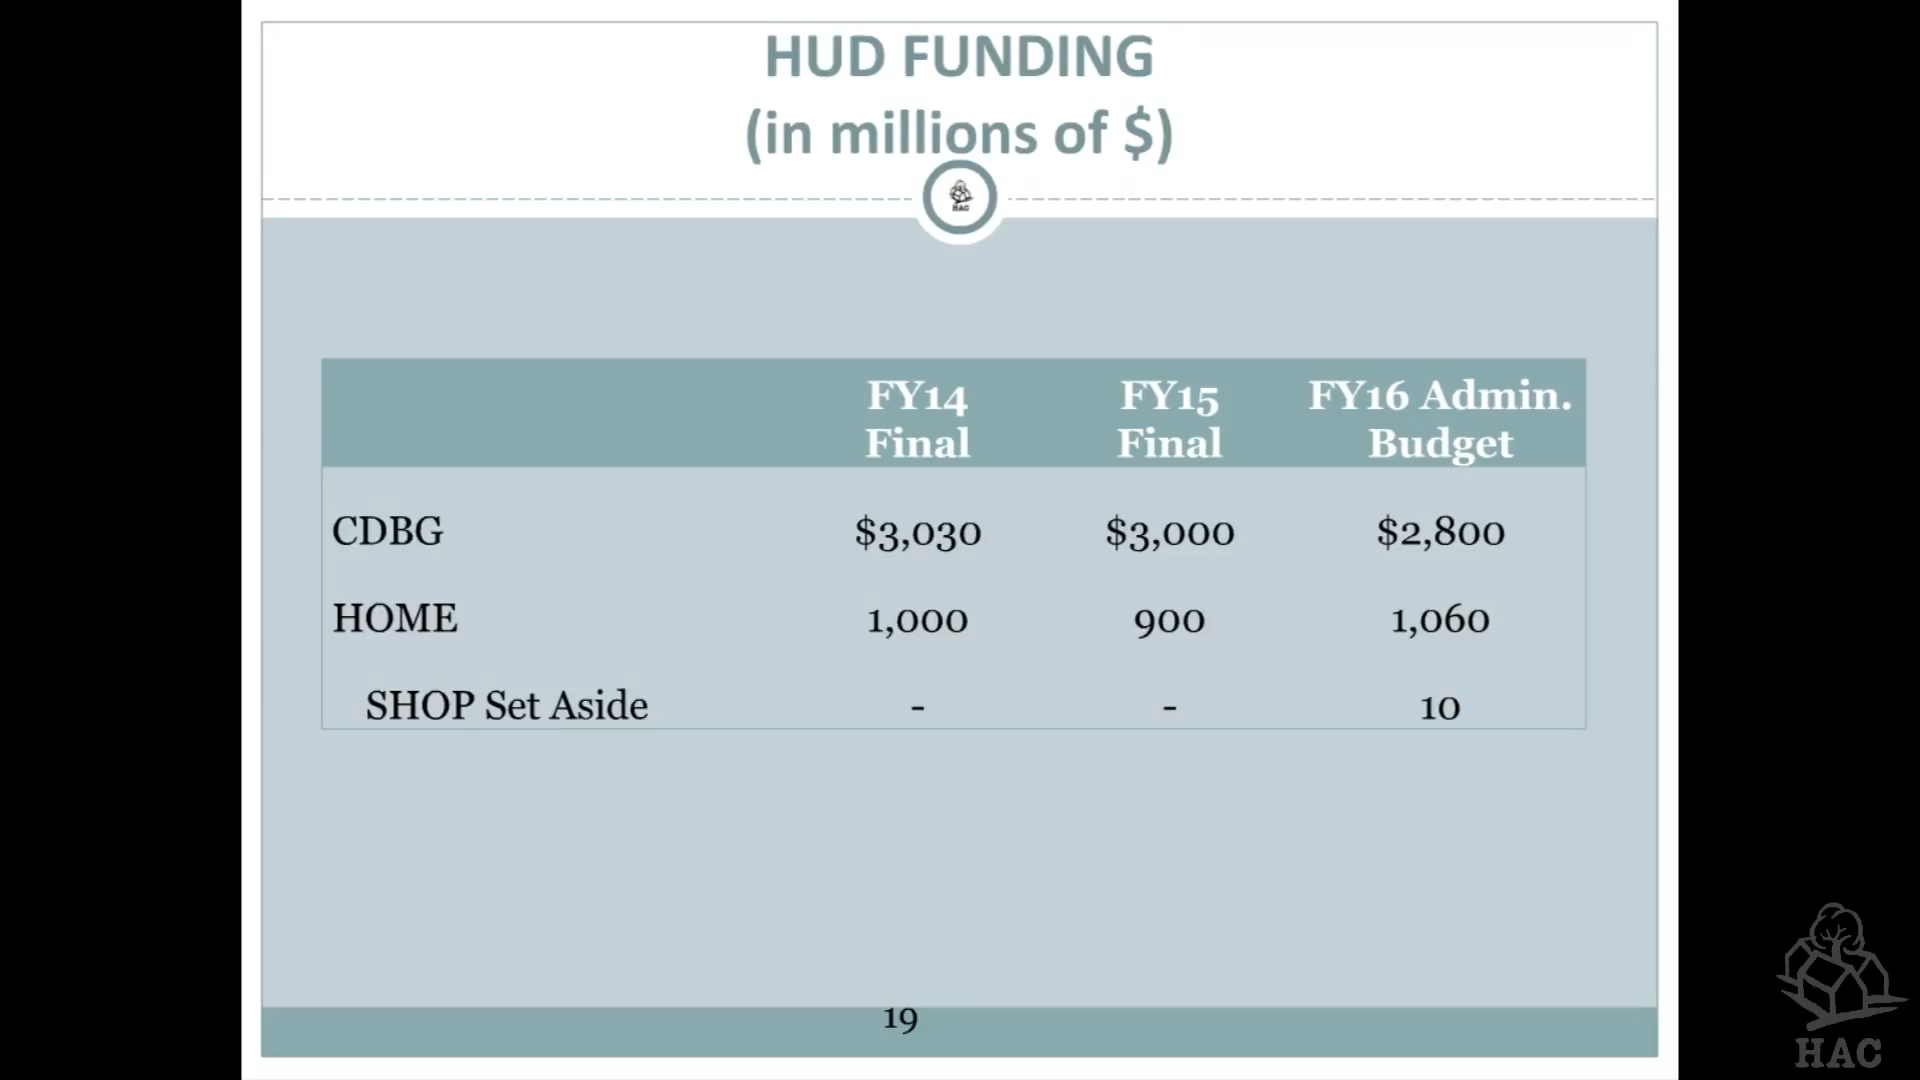 HUD FUNDING
(in millions of $)
HAC
FY14 Final FY15 Final FY16 Admin. Budget
CDBG $3,030 $3,000 $2,800
HOME 1,000 900 1,060
SHOP Set Aside - - 10
19
HAC